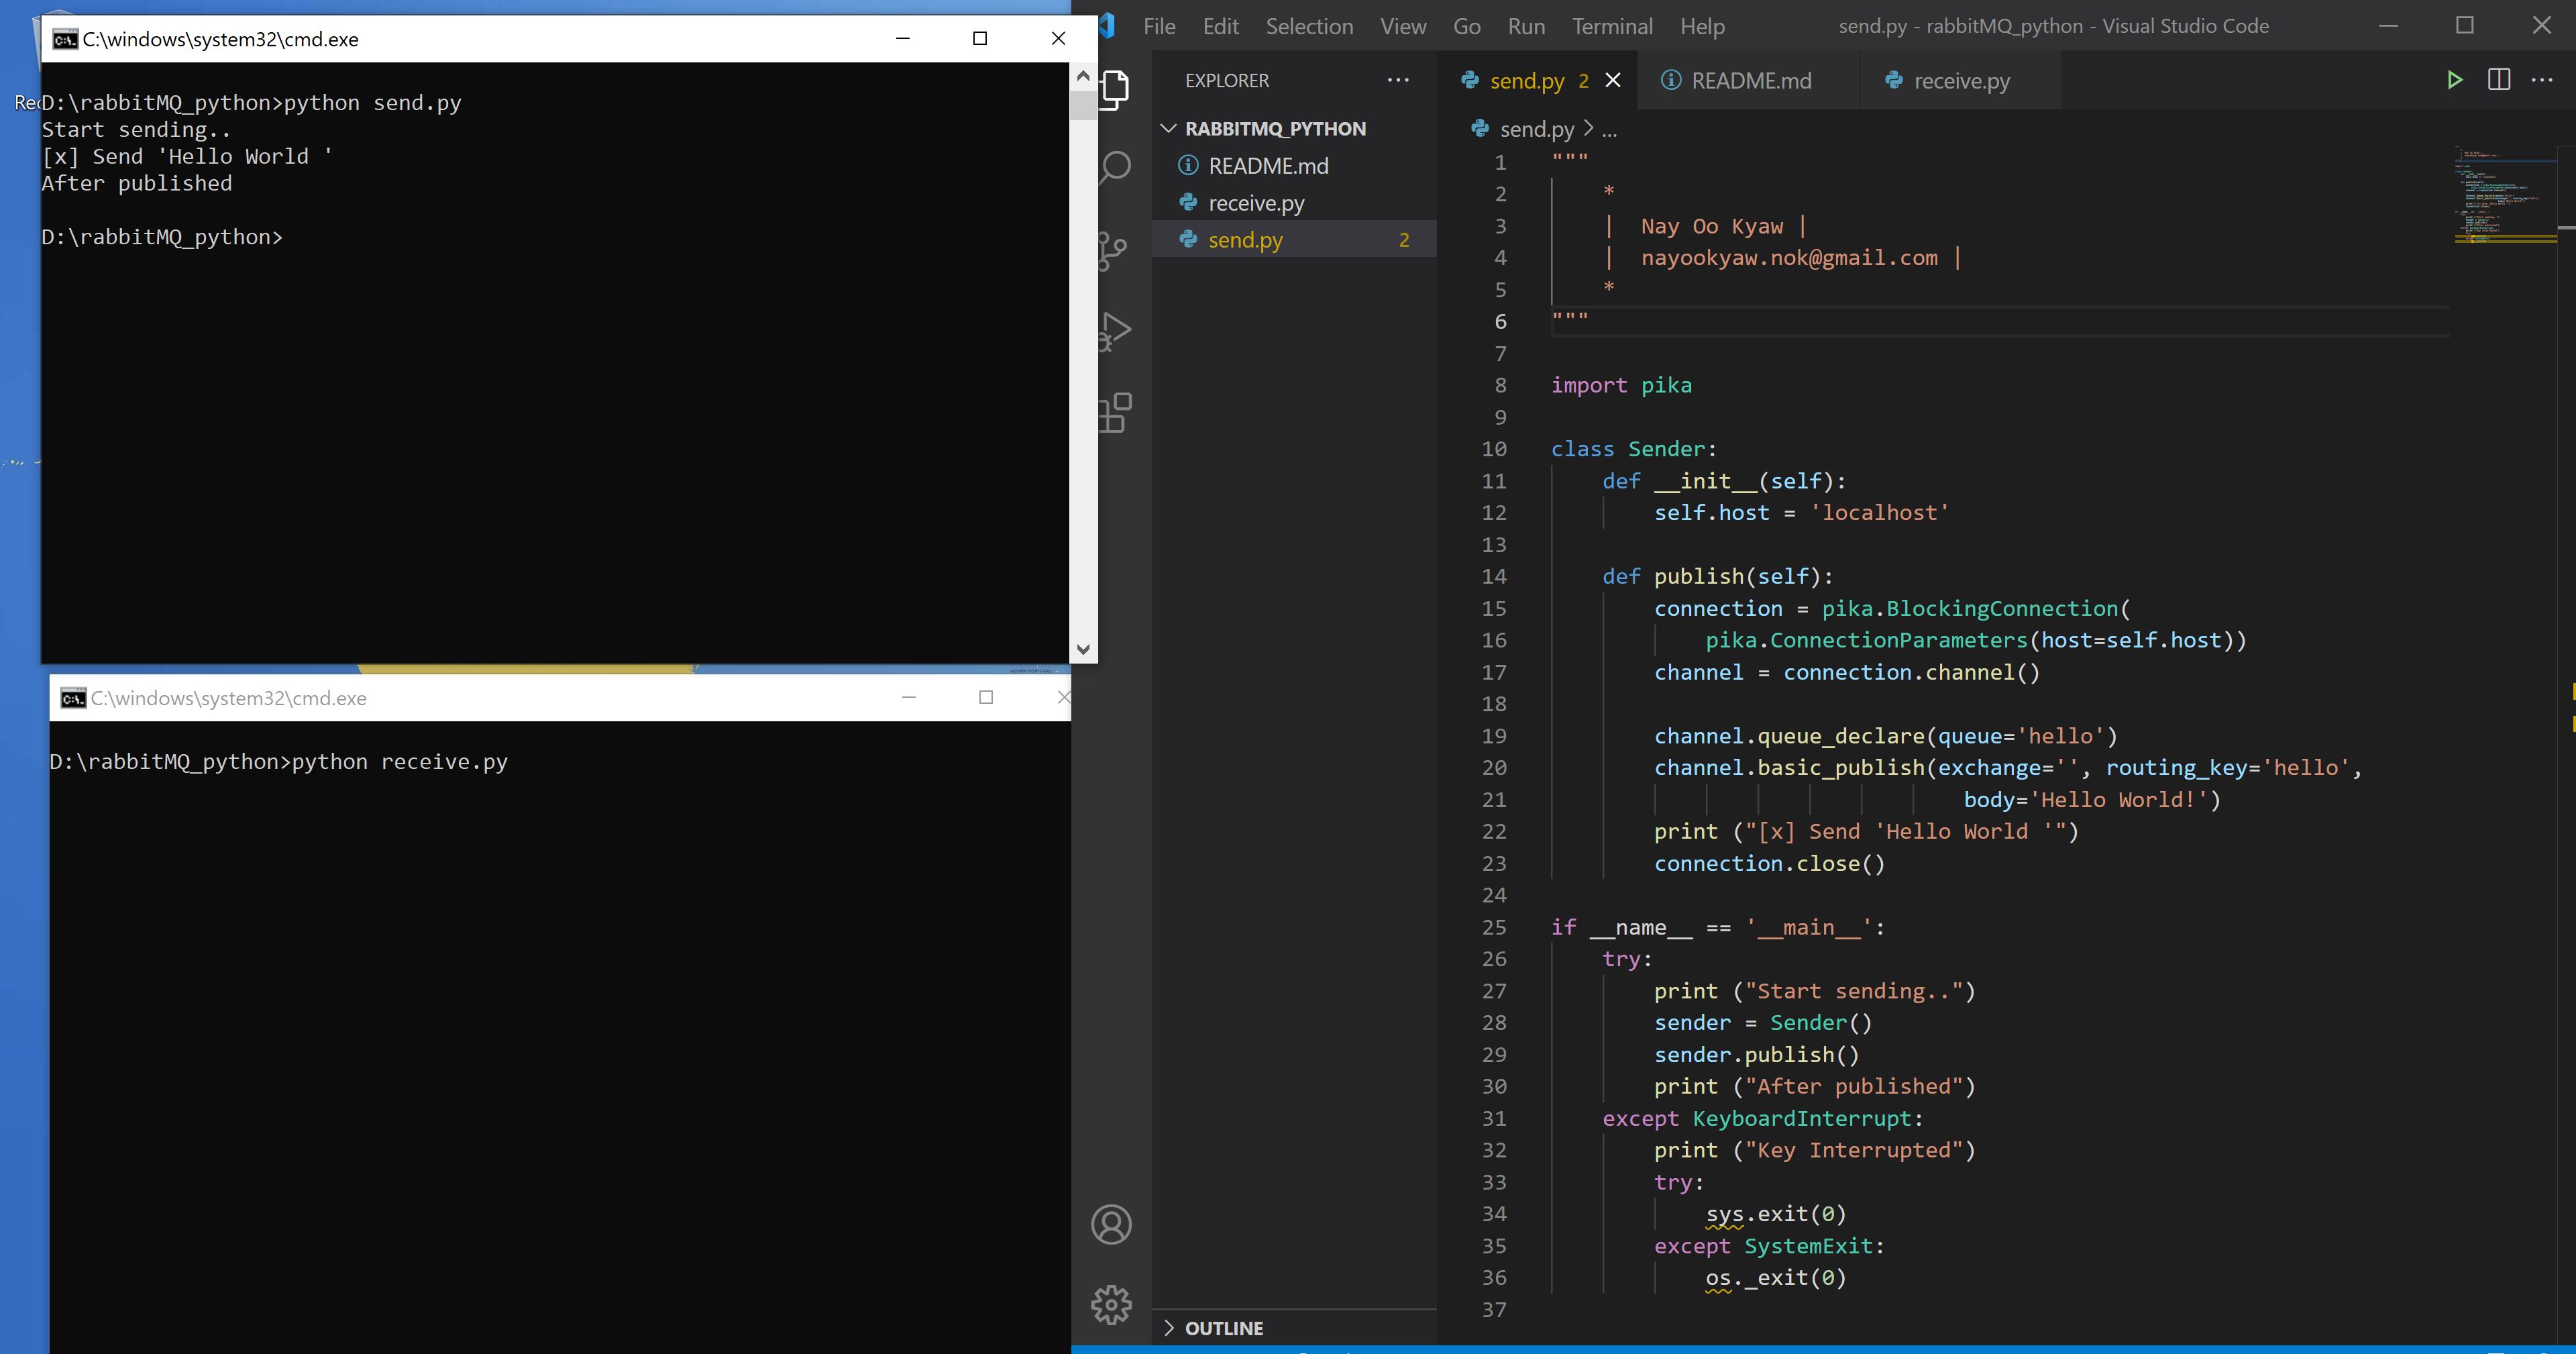 Rec
C:\windows\system32\cmd.exe
D:\rabbitMQ_python>python send.py
Start sending..
[x] Send 'Hello World '
After published
D:\rabbitMQ_python>
C:\windows\system32\cmd.exe
D:\rabbitMQ_python>python receive.py
File Edit Selection View Go Run Terminal Help
send.py - rabbitMQ_python - Visual Studio Code
EXPLORER
RABBITMQ_PYTHON
README.md
receive.py
send.py 2
OUTLINE
send.py 2 README.md receive.py
send.py > ...
1 """
2 *
3 | Nay Oo Kyaw |
4 | nayookyaw.nok@gmail.com |
5 *
6 """
7
8 import pika
9
10 class Sender:
11 def __init__(self):
12 self.host = 'localhost'
13
14 def publish(self):
15 connection = pika.BlockingConnection(
16 pika.ConnectionParameters(host=self.host))
17 channel = connection.channel()
18
19 channel.queue_declare(queue='hello')
20 channel.basic_publish(exchange='', routing_key='hello',
21 body='Hello World!')
22 print ("[x] Send 'Hello World '")
23 connection.close()
24
25 if __name__ == '__main__':
26 try:
27 print ("Start sending..")
28 sender = Sender()
29 sender.publish()
30 print ("After published")
31 except KeyboardInterrupt:
32 print ("Key Interrupted")
33 try:
34 sys.exit(0)
35 except SystemExit:
36 os._exit(0)
37